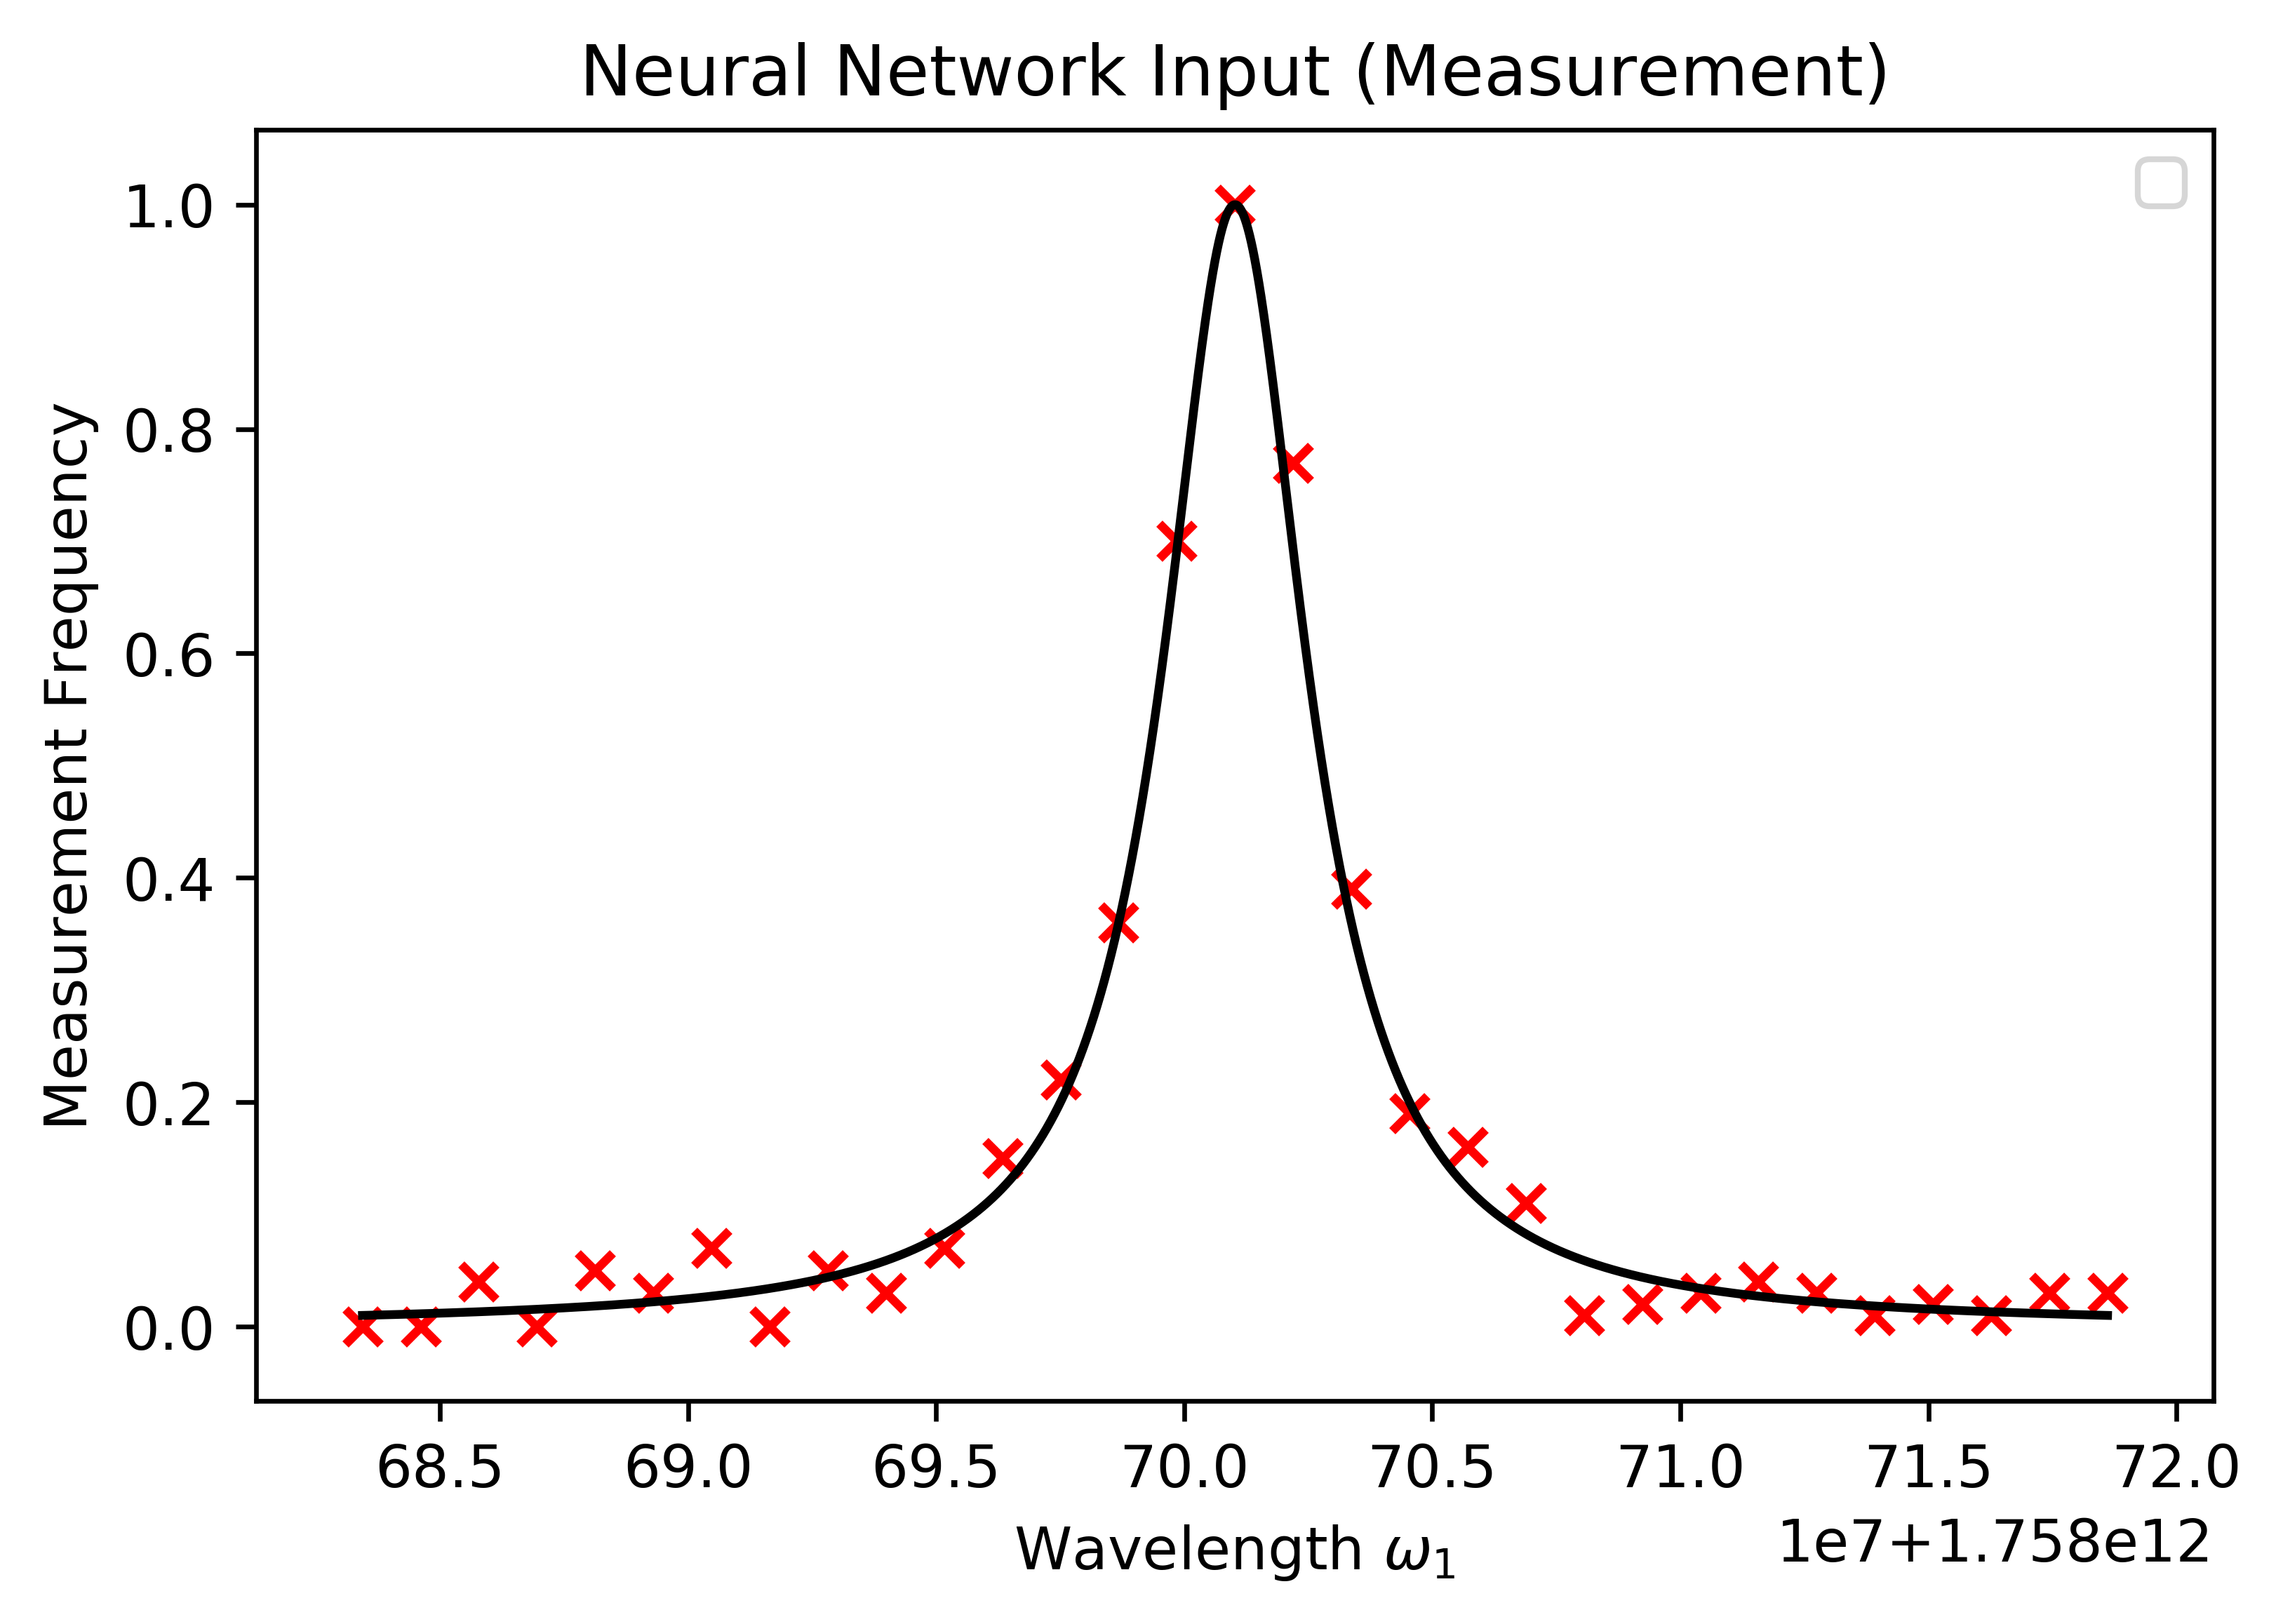 Neural Network Input (Measurement)
Measurement Frequency
1.0
0.8
0.6
0.4
0.2
0.0
68.5 69.0 69.5 70.0 70.5 71.0 71.5 72.0
Wavelength ω₁
1e7+1.758e12